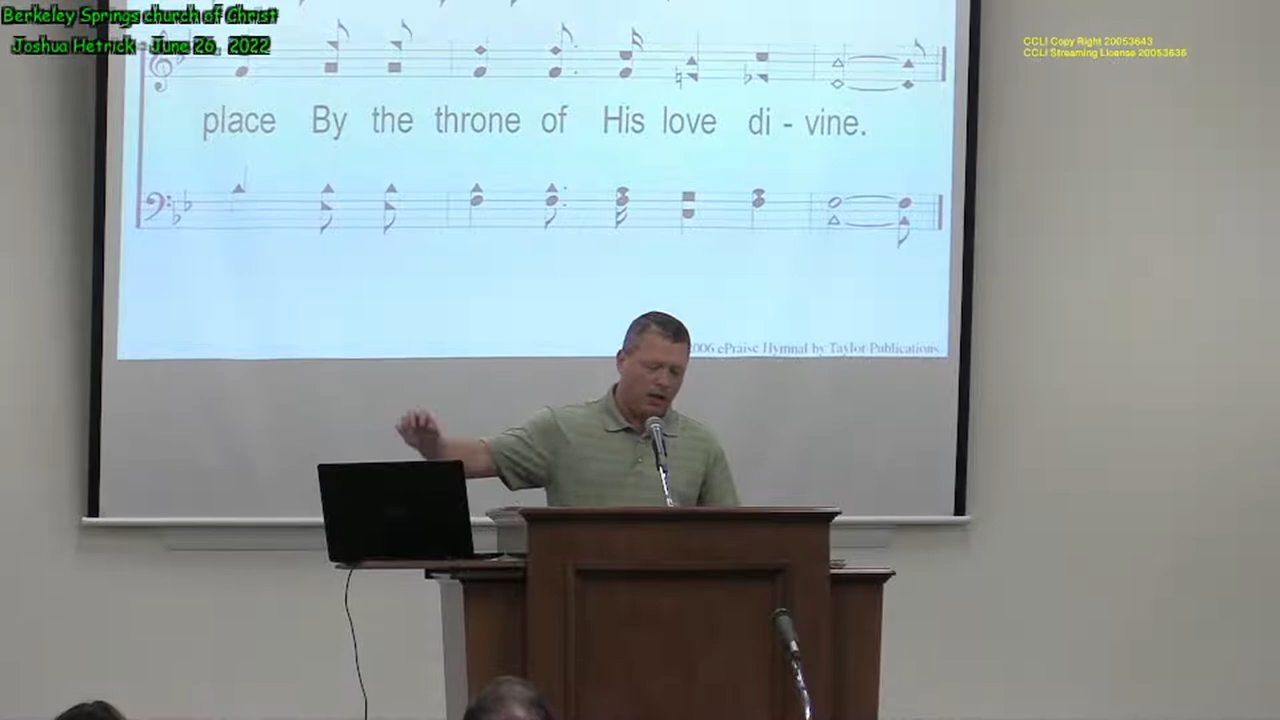 Berkeley Springs church of Christ
Joshua Hetrick - June 26, 2022
CCLI Copy Right 20053643
CCLI Streaming License 20053636
place By the throne of His love di - vine.
2006 ePraise Hymnal by Taylor Publications.